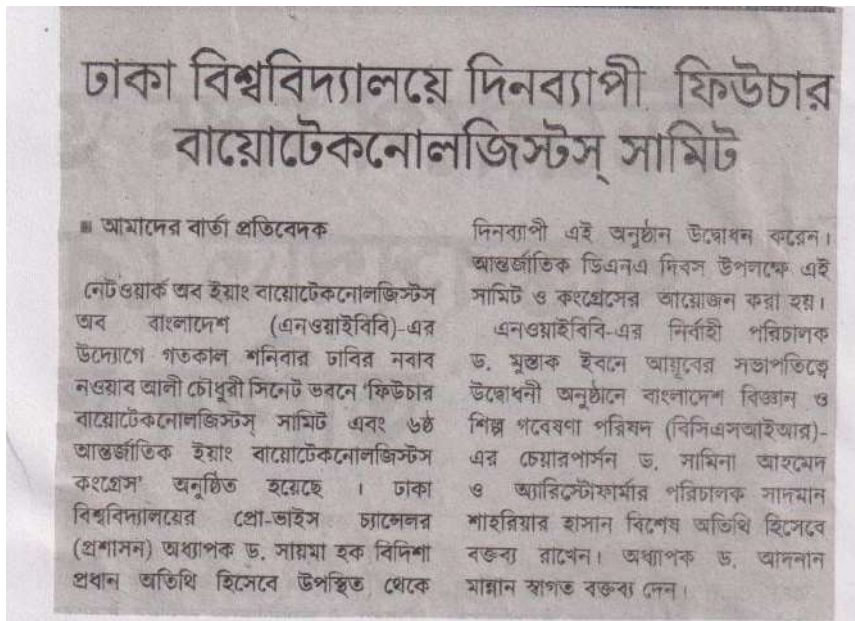 ঢাকা বিশ্ববিদ্যালয়ে দিনব্যাপী ফিউচার
বায়োটেকনোলজিস্টস্ সামিট
■ আমাদের বার্তা প্রতিবেদক
নেটওয়ার্ক অব ইয়াং বায়োটেকনোলজিস্টস
অব বাংলাদেশ (এনওয়াইবিবি)-এর
উদ্যোগে গতকাল শনিবার ঢাবির নবাব
নওয়াব আলী চৌধুরী সিনেট ভবনে 'ফিউচার
বায়োটেকনোলজিস্টস্ সামিট এবং ৬ষ্ঠ
আন্তর্জাতিক ইয়াং বায়োটেকনোলজিস্টস
কংগ্রেস' অনুষ্ঠিত হয়েছে । ঢাকা
বিশ্ববিদ্যালয়ের প্রো-ভাইস চ্যান্সেলর
(প্রশাসন) অধ্যাপক ড. সায়মা হক বিদিশা
প্রধান অতিথি হিসেবে উপস্থিত থেকে
দিনব্যাপী এই অনুষ্ঠান উদ্বোধন করেন।
আন্তর্জাতিক ডিএনএ দিবস উপলক্ষে এই
সামিট ও কংগ্রেসের আয়োজন করা হয়।
এনওয়াইবিবি-এর নির্বাহী পরিচালক
ড. মুস্তাক ইবনে আয়ূবের সভাপতিত্বে
উদ্বোধনী অনুষ্ঠানে বাংলাদেশ বিজ্ঞান ও
শিল্প গবেষণা পরিষদ (বিসিএসআইআর)-
এর চেয়ারপার্সন ড. সামিনা আহমেদ
ও অ্যারিস্টোফার্মার পরিচালক সাদমান
শাহরিয়ার হাসান বিশেষ অতিথি হিসেবে
বক্তব্য রাখেন। অধ্যাপক ড. আদনান
মান্নান স্বাগত বক্তব্য দেন।